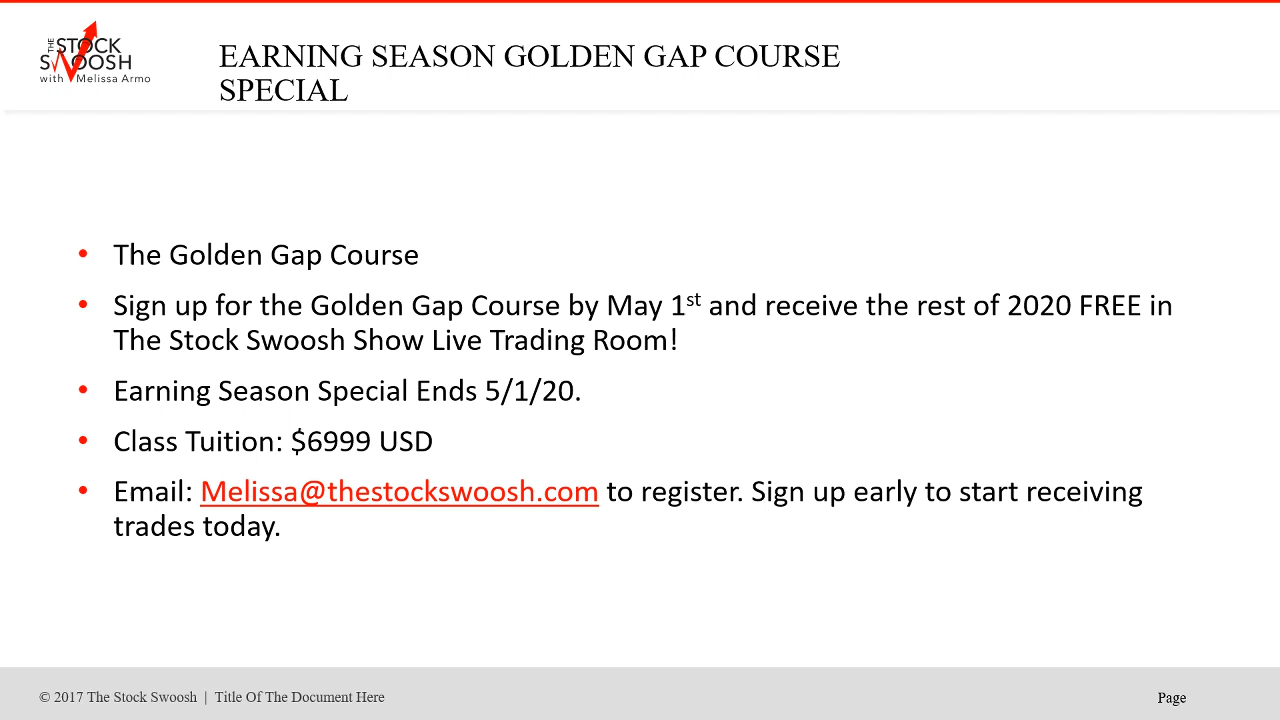 THE
STOCK
SWOOSH
with Melissa Armo
EARNING SEASON GOLDEN GAP COURSE
SPECIAL
• The Golden Gap Course
• Sign up for the Golden Gap Course by May 1st and receive the rest of 2020 FREE in
The Stock Swoosh Show Live Trading Room!
• Earning Season Special Ends 5/1/20.
• Class Tuition: $6999 USD
• Email: Melissa@thestockswoosh.com to register. Sign up early to start receiving
trades today.
© 2017 The Stock Swoosh | Title Of The Document Here
Page